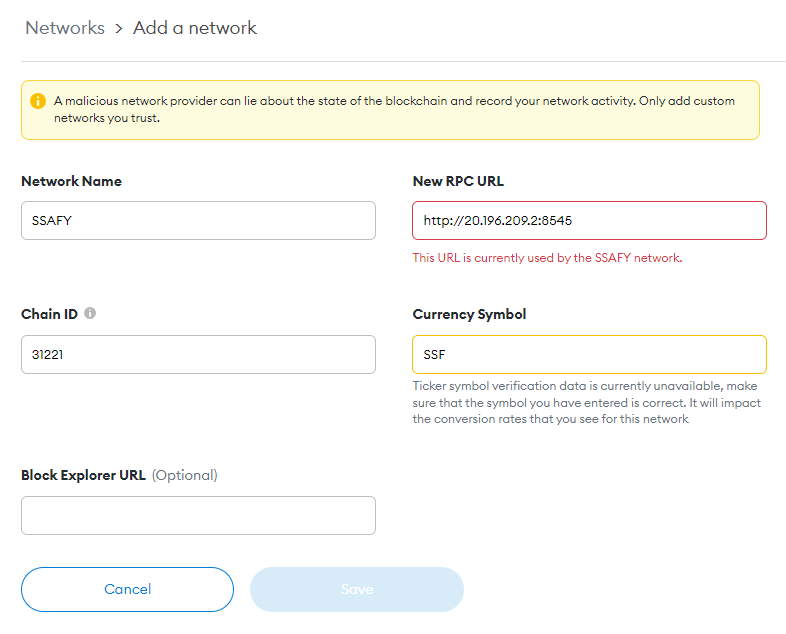 Networks > Add a network
A malicious network provider can lie about the state of the blockchain and record your network activity. Only add custom
networks you trust.
Network Name
New RPC URL
SSAFY
http://20.196.209.2:8545
This URL is currently used by the SSAFY network.
Chain ID
Currency Symbol
31221
SSF
Ticker symbol verification data is currently unavailable, make
sure that the symbol you have entered is correct. It will impact
the conversion rates that you see for this network
Block Explorer URL (Optional)
Cancel
Save